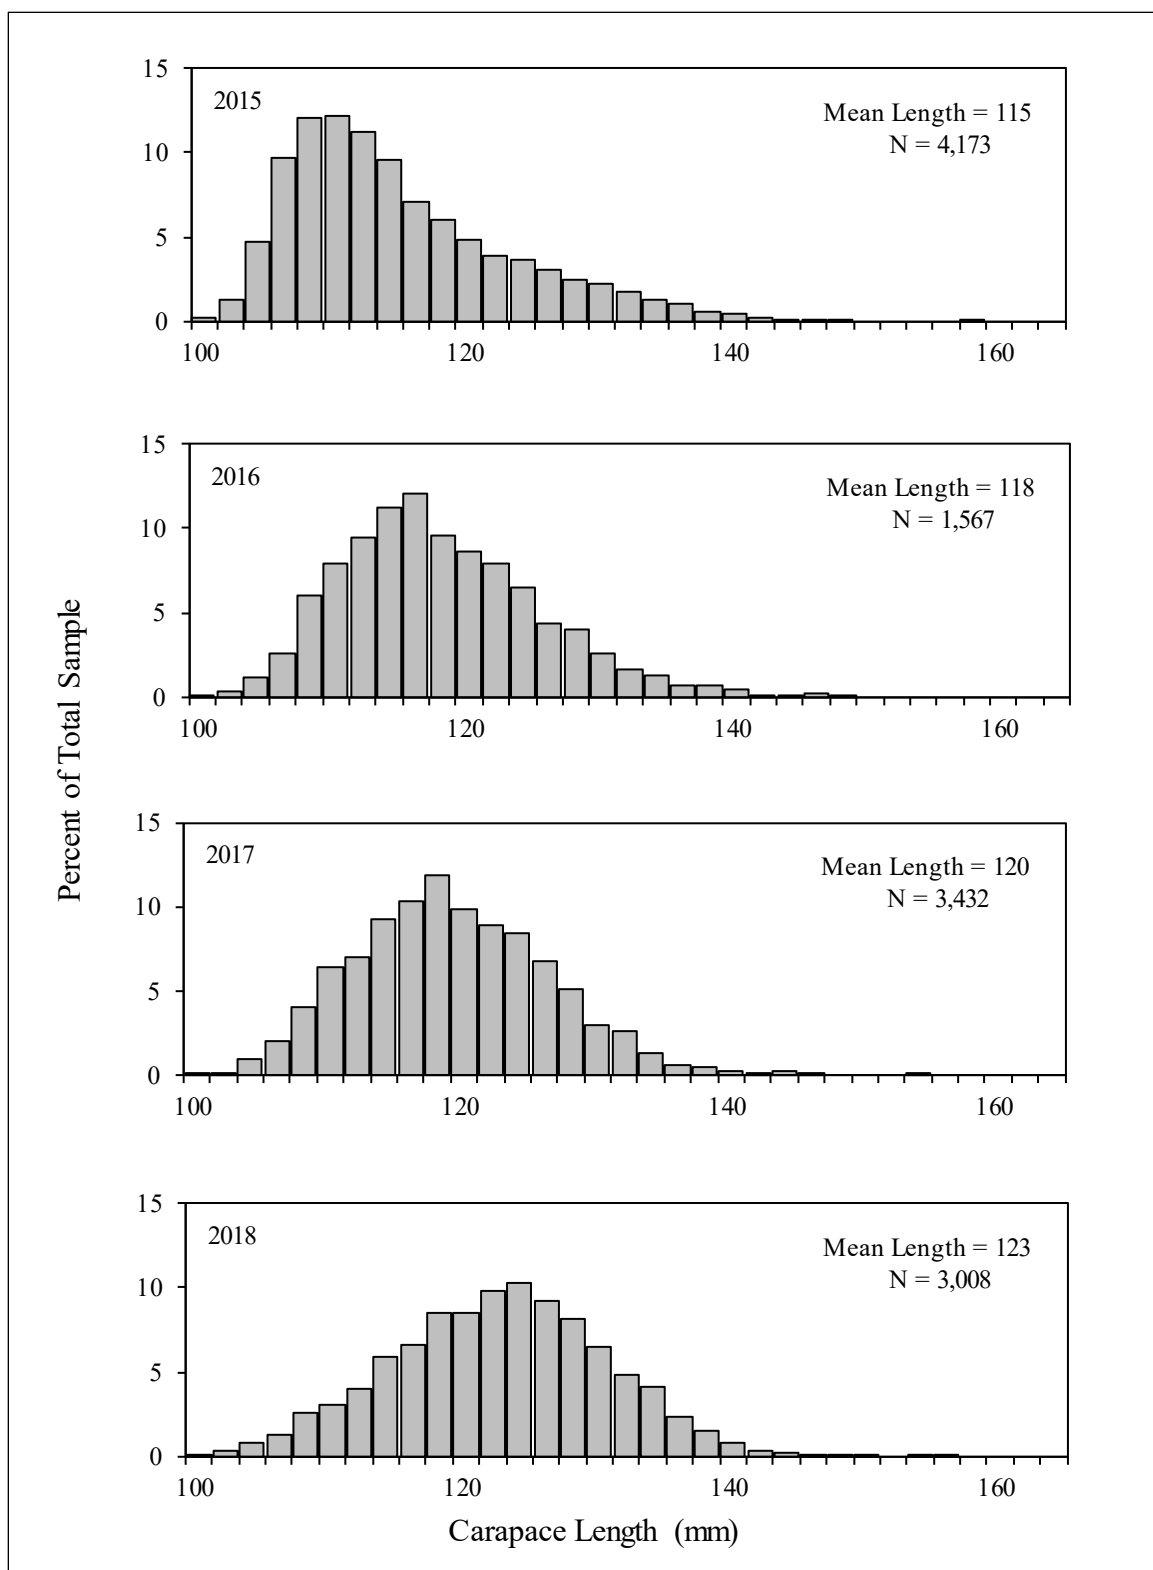 15
2015
Mean Length = 115
N = 4,173
10
5
0
100 120 140 160
15
2016
Mean Length = 118
N = 1,567
10
5
0
100 120 140 160
Percent of Total Sample
15
2017
Mean Length = 120
N = 3,432
10
5
0
100 120 140 160
15
2018
Mean Length = 123
N = 3,008
10
5
0
100 120 140 160
Carapace Length (mm)